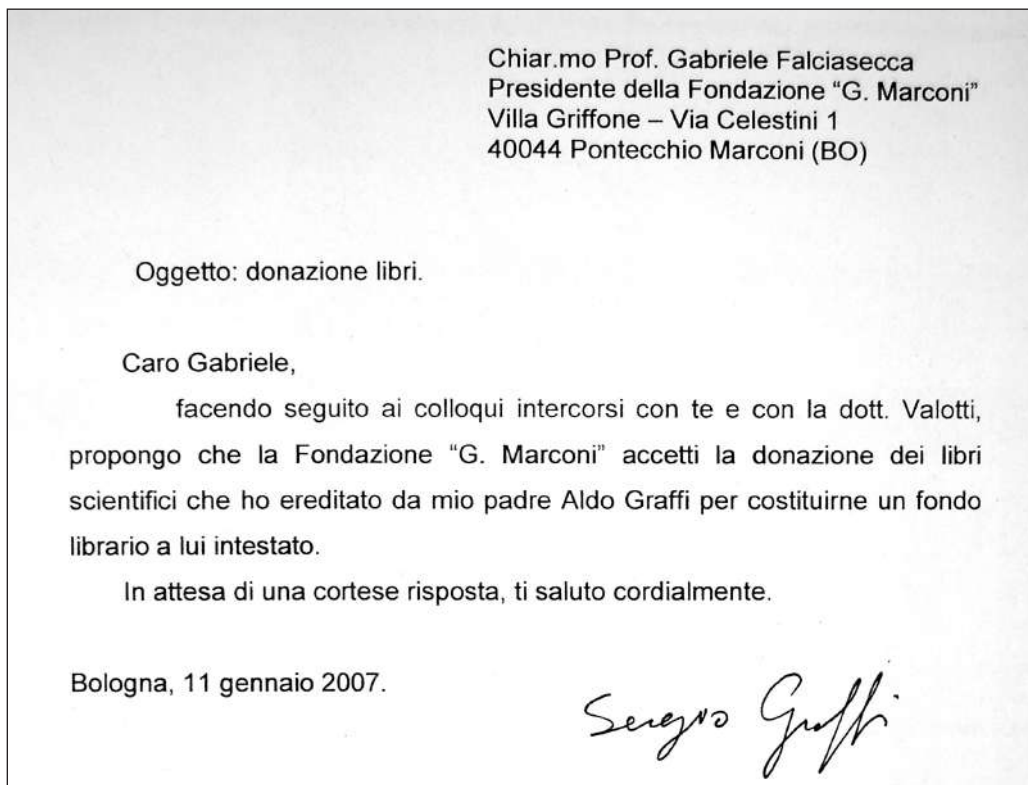 Chiar.mo Prof. Gabriele Falciasecca
Presidente della Fondazione “G. Marconi”
Villa Griffone – Via Celestini 1
40044 Pontecchio Marconi (BO)
Oggetto: donazione libri.
Caro Gabriele,
facendo seguito ai colloqui intercorsi con te e con la dott. Valotti,
propongo che la Fondazione “G. Marconi” accetti la donazione dei libri
scientifici che ho ereditato da mio padre Aldo Graffi per costituirne un fondo
librario a lui intestato.
In attesa di una cortese risposta, ti saluto cordialmente.
Bologna, 11 gennaio 2007.
Sergio Graffi